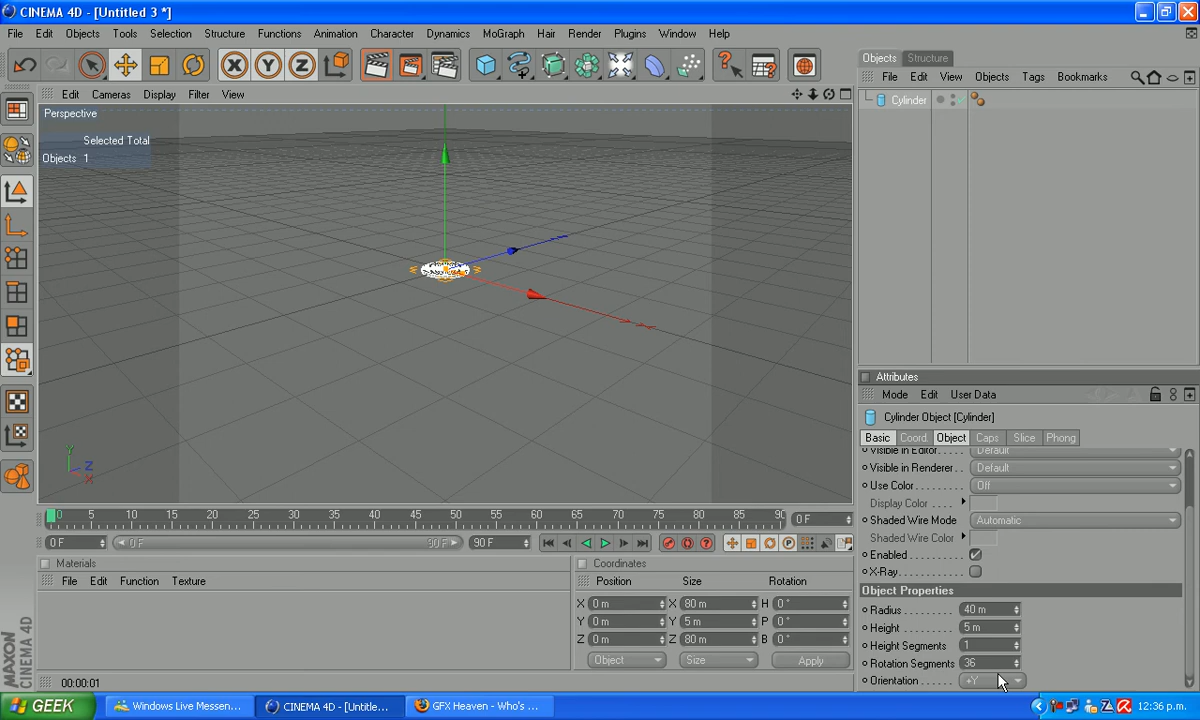 CINEMA 4D - [Untitled 3 *]
File Edit Objects Tools Selection Structure Functions Animation Character Dynamics MoGraph Hair Render Plugins Window Help
Edit Cameras Display Filter View
Perspective
Selected Total
Objects 1
Y
Z
X
0 5 10 15 20 25 30 35 40 45 50 55 60 65 70 75 80 85 90
0 F
0 F 0 F 90 F 90 F
Materials
File Edit Function Texture
Coordinates
Position Size Rotation
X 0 m X 80 m H 0 °
Y 0 m Y 5 m P 0 °
Z 0 m Z 80 m B 0 °
Object Size Apply
MAXON
CINEMA 4D
00:00:01
Objects Structure
File Edit View Objects Tags Bookmarks
Cylinder
Attributes
Mode Edit User Data
Cylinder Object [Cylinder]
Basic Coord. Object Caps Slice Phong
Visible in Editor Default
Visible in Renderer Default
Use Color Off
Display Color
Shaded Wire Mode Automatic
Shaded Wire Color
Enabled
X-Ray
Object Properties
Radius 40 m
Height 5 m
Height Segments 1
Rotation Segments 36
Orientation +Y
GEEK Windows Live Messen... CINEMA 4D - [Untitle... GFX Heaven - Who's ... 12:36 p.m.